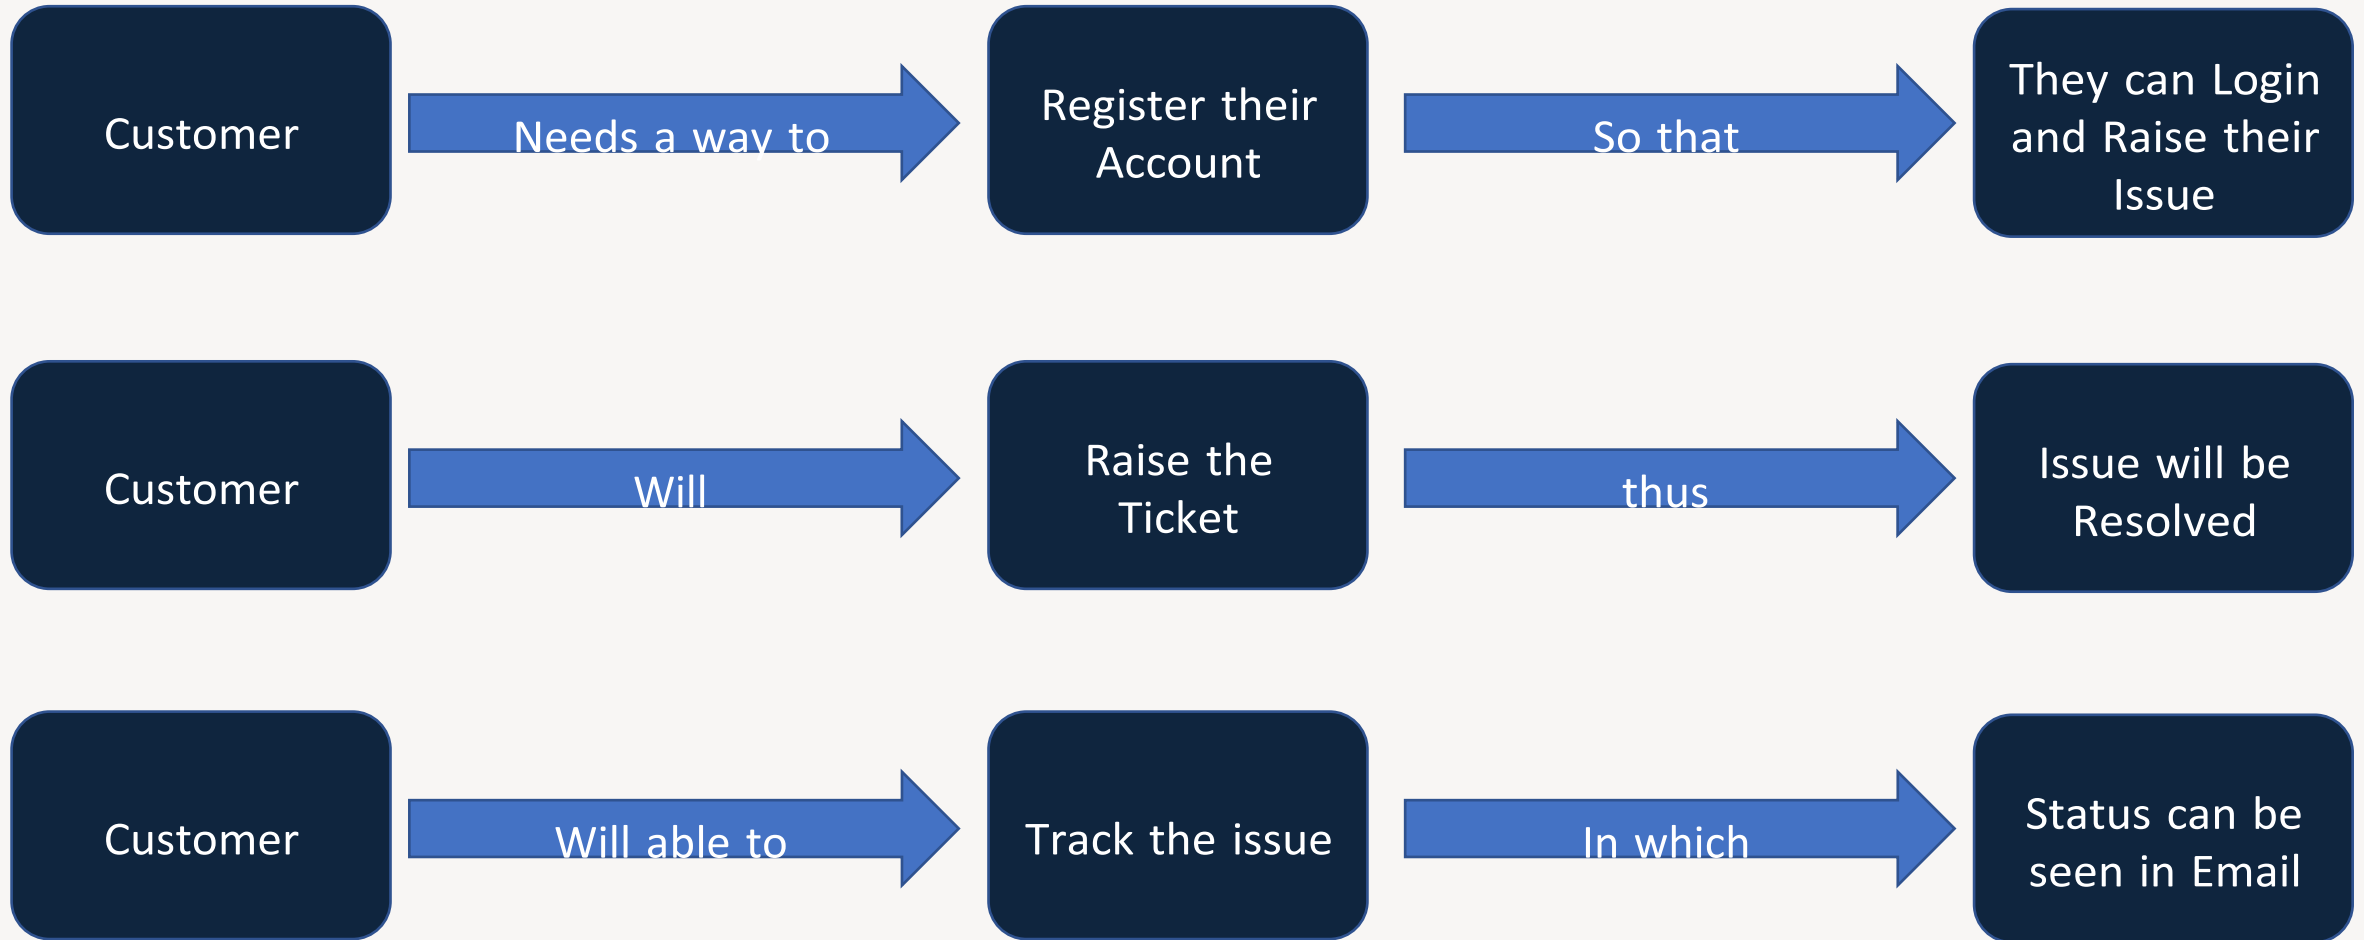 Customer
Needs a way to
Register their
Account
So that
They can Login
and Raise their
Issue
Customer
Will
Raise the
Ticket
thus
Issue will be
Resolved
Customer
Will able to
Track the issue
In which
Status can be
seen in Email